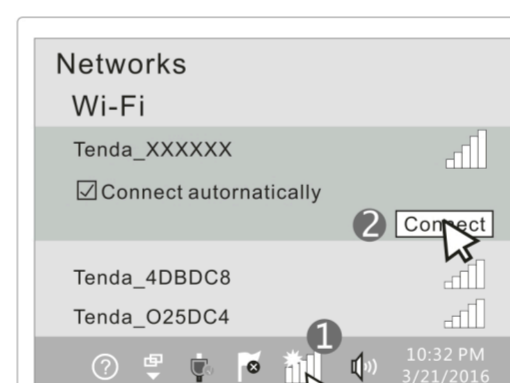 Networks
Wi-Fi
Tenda_XXXXXX
Connect autornatically
2 Connect
Tenda_4DBDC8
Tenda_O25DC4
1
10:32 PM
3/21/2016